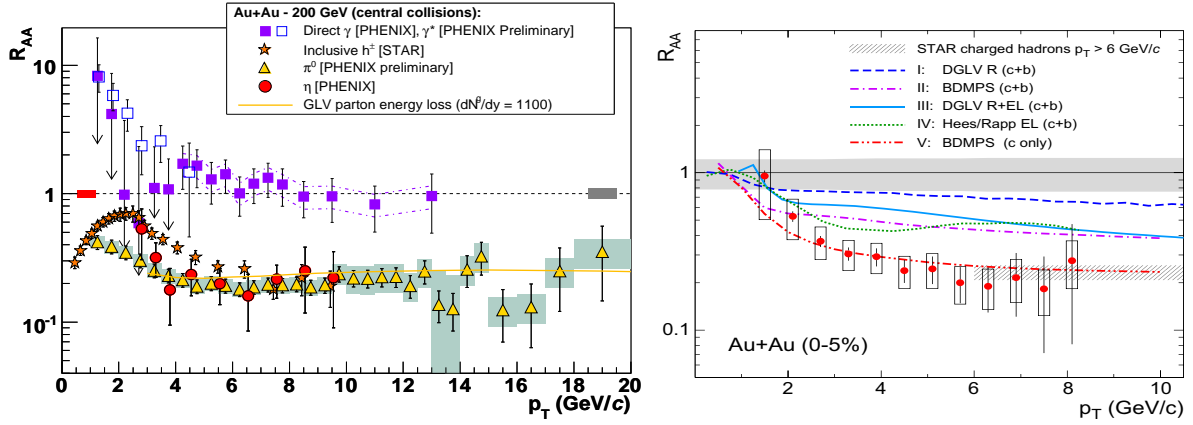 Au+Au - 200 GeV (central collisions):
Direct γ [PHENIX], γ* [PHENIX Preliminary]
Inclusive h± [STAR]
π0 [PHENIX preliminary]
η [PHENIX]
GLV parton energy loss (dNg/dy = 1100)
RAA
10
1
10-1
0 2 4 6 8 10 12 14 16 18 20
pT (GeV/c)
STAR charged hadrons pT > 6 GeV/c
I: DGLV R (c+b)
II: BDMPS (c+b)
III: DGLV R+EL (c+b)
IV: Hees/Rapp EL (c+b)
V: BDMPS (c only)
RAA
1
0.1
Au+Au (0-5%)
2 4 6 8 10
pT (GeV/c)